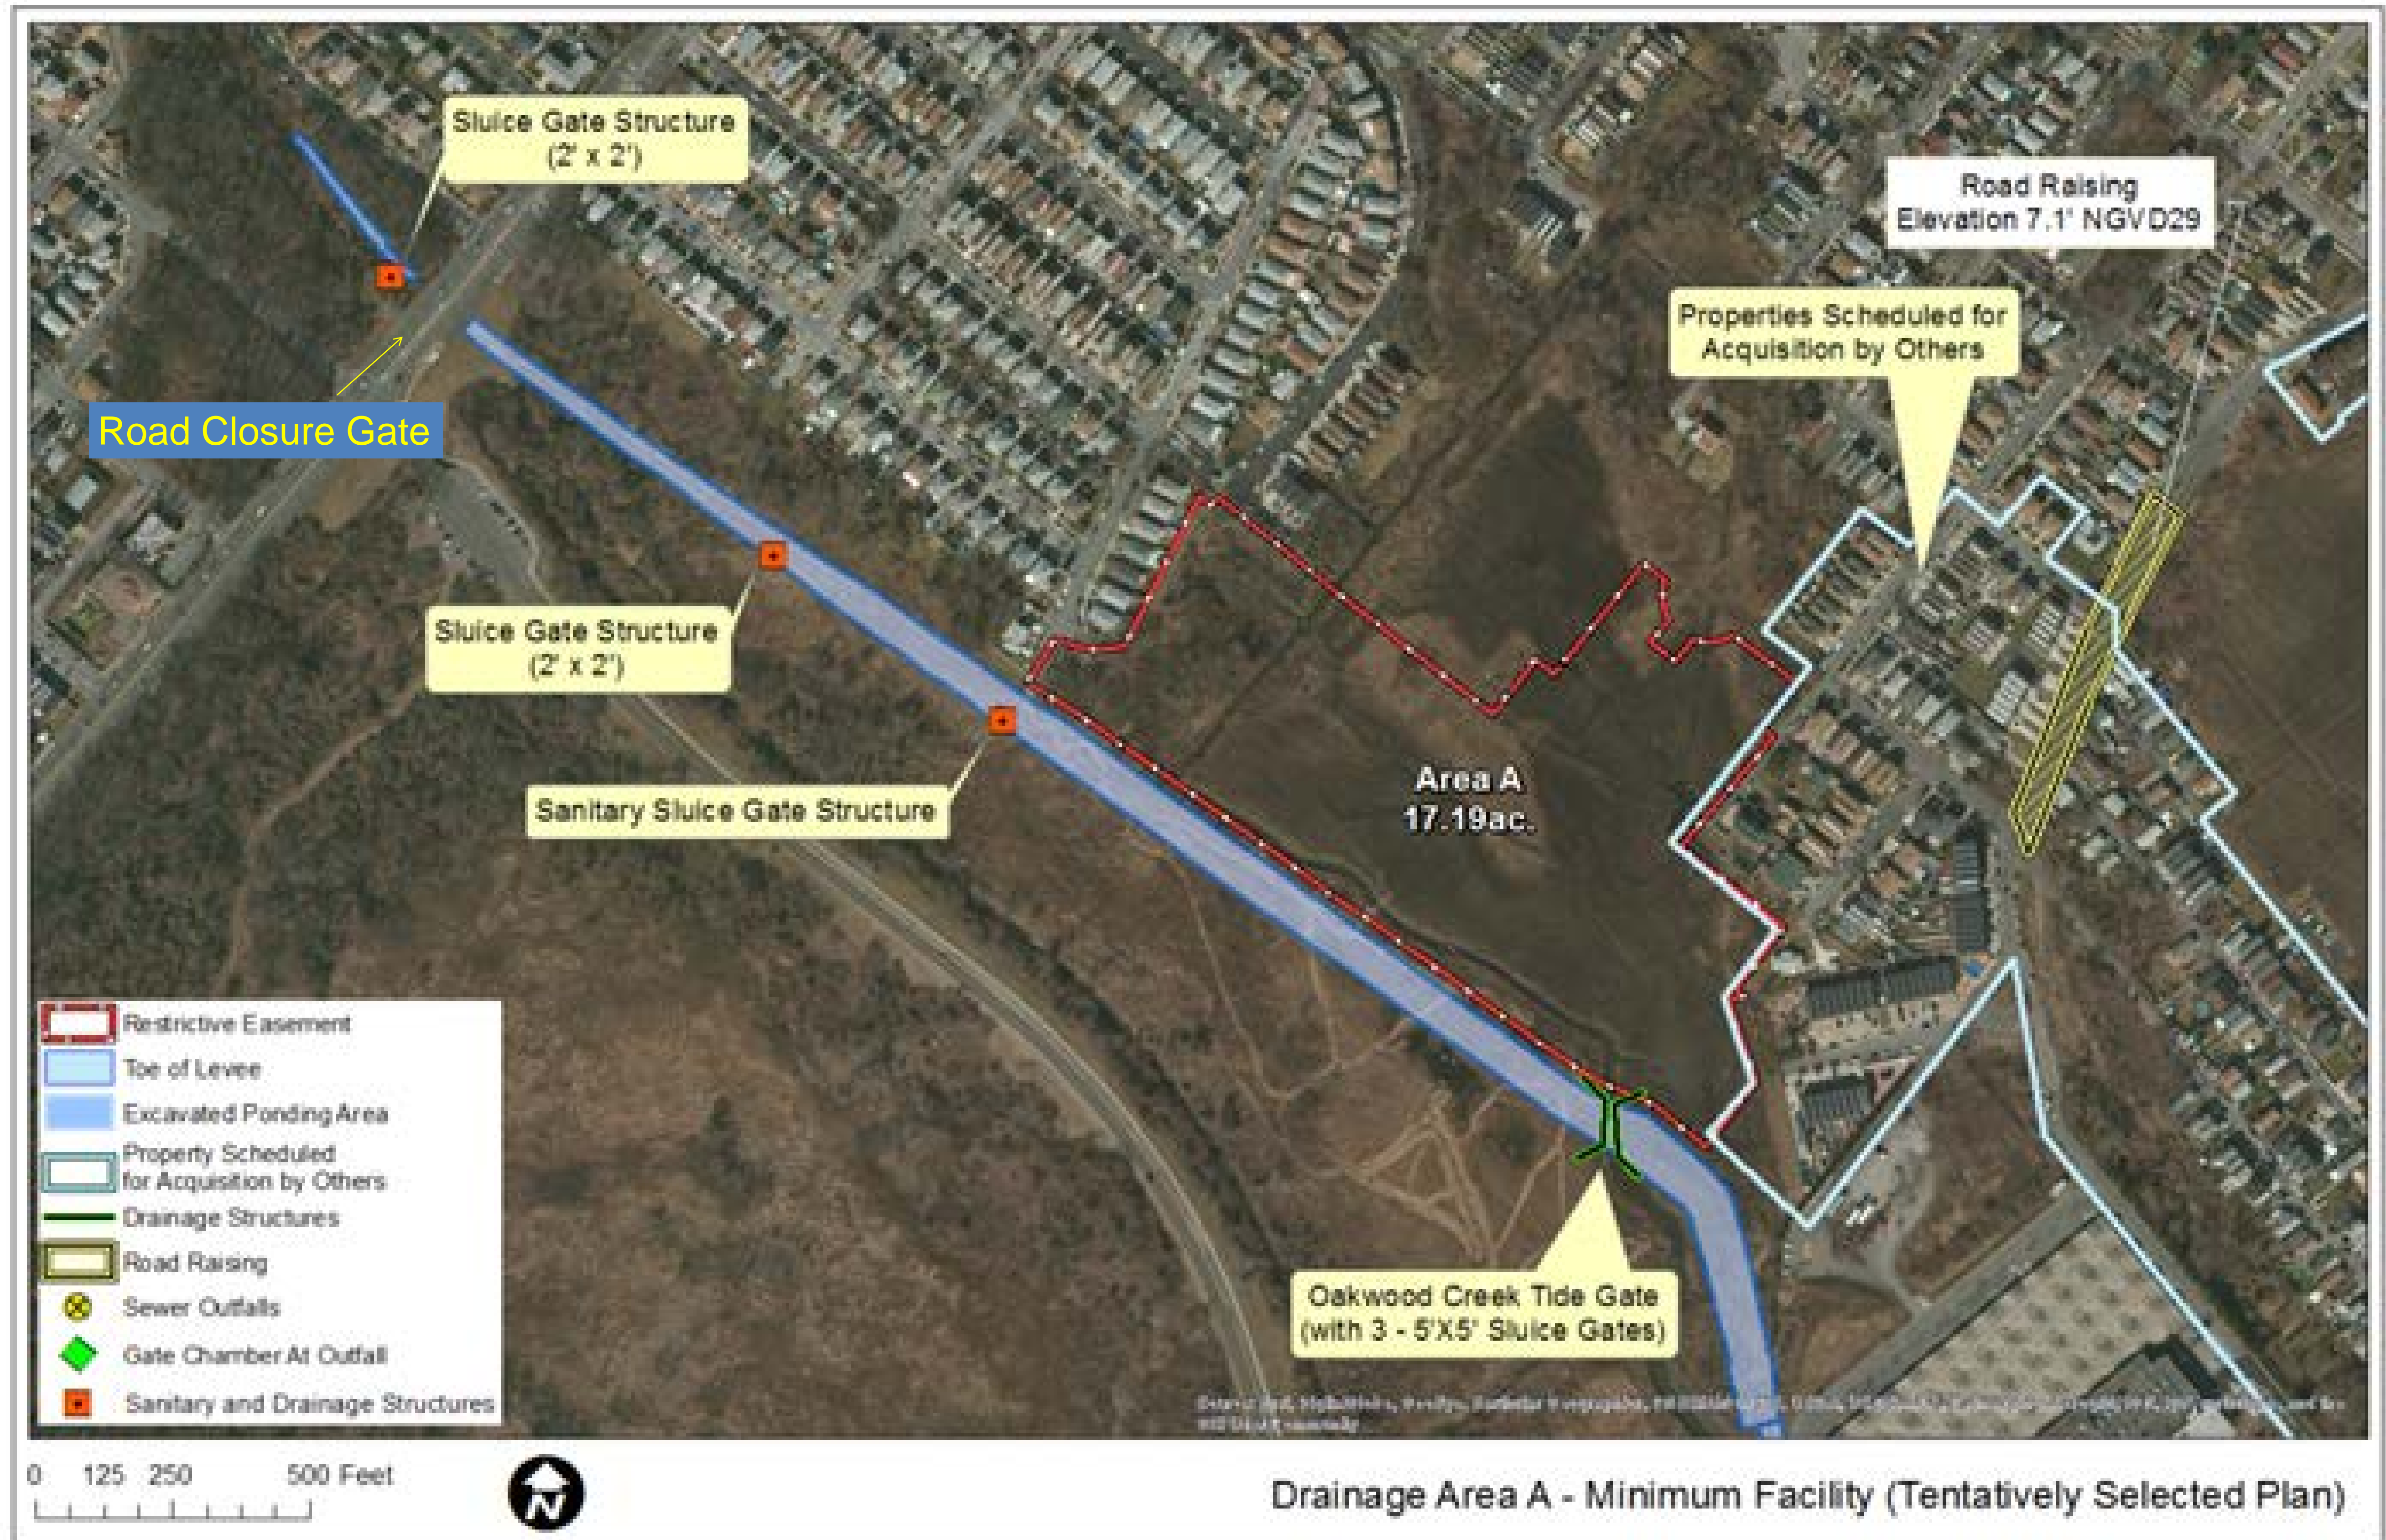 Sluice Gate Structure
(2' x 2')
Road Raising
Elevation 7.1' NGVD29
Properties Scheduled for
Acquisition by Others
Road Closure Gate
Sluice Gate Structure
(2' x 2')
Sanitary Sluice Gate Structure
Area A
17.19ac.
Oakwood Creek Tide Gate
(with 3 - 5'X5' Sluice Gates)
Restrictive Easement
Toe of Levee
Excavated Ponding Area
Property Scheduled
for Acquisition by Others
Drainage Structures
Road Raising
Sewer Outfalls
Gate Chamber At Outfall
Sanitary and Drainage Structures
0 125 250 500 Feet
N
Drainage Area A - Minimum Facility (Tentatively Selected Plan)